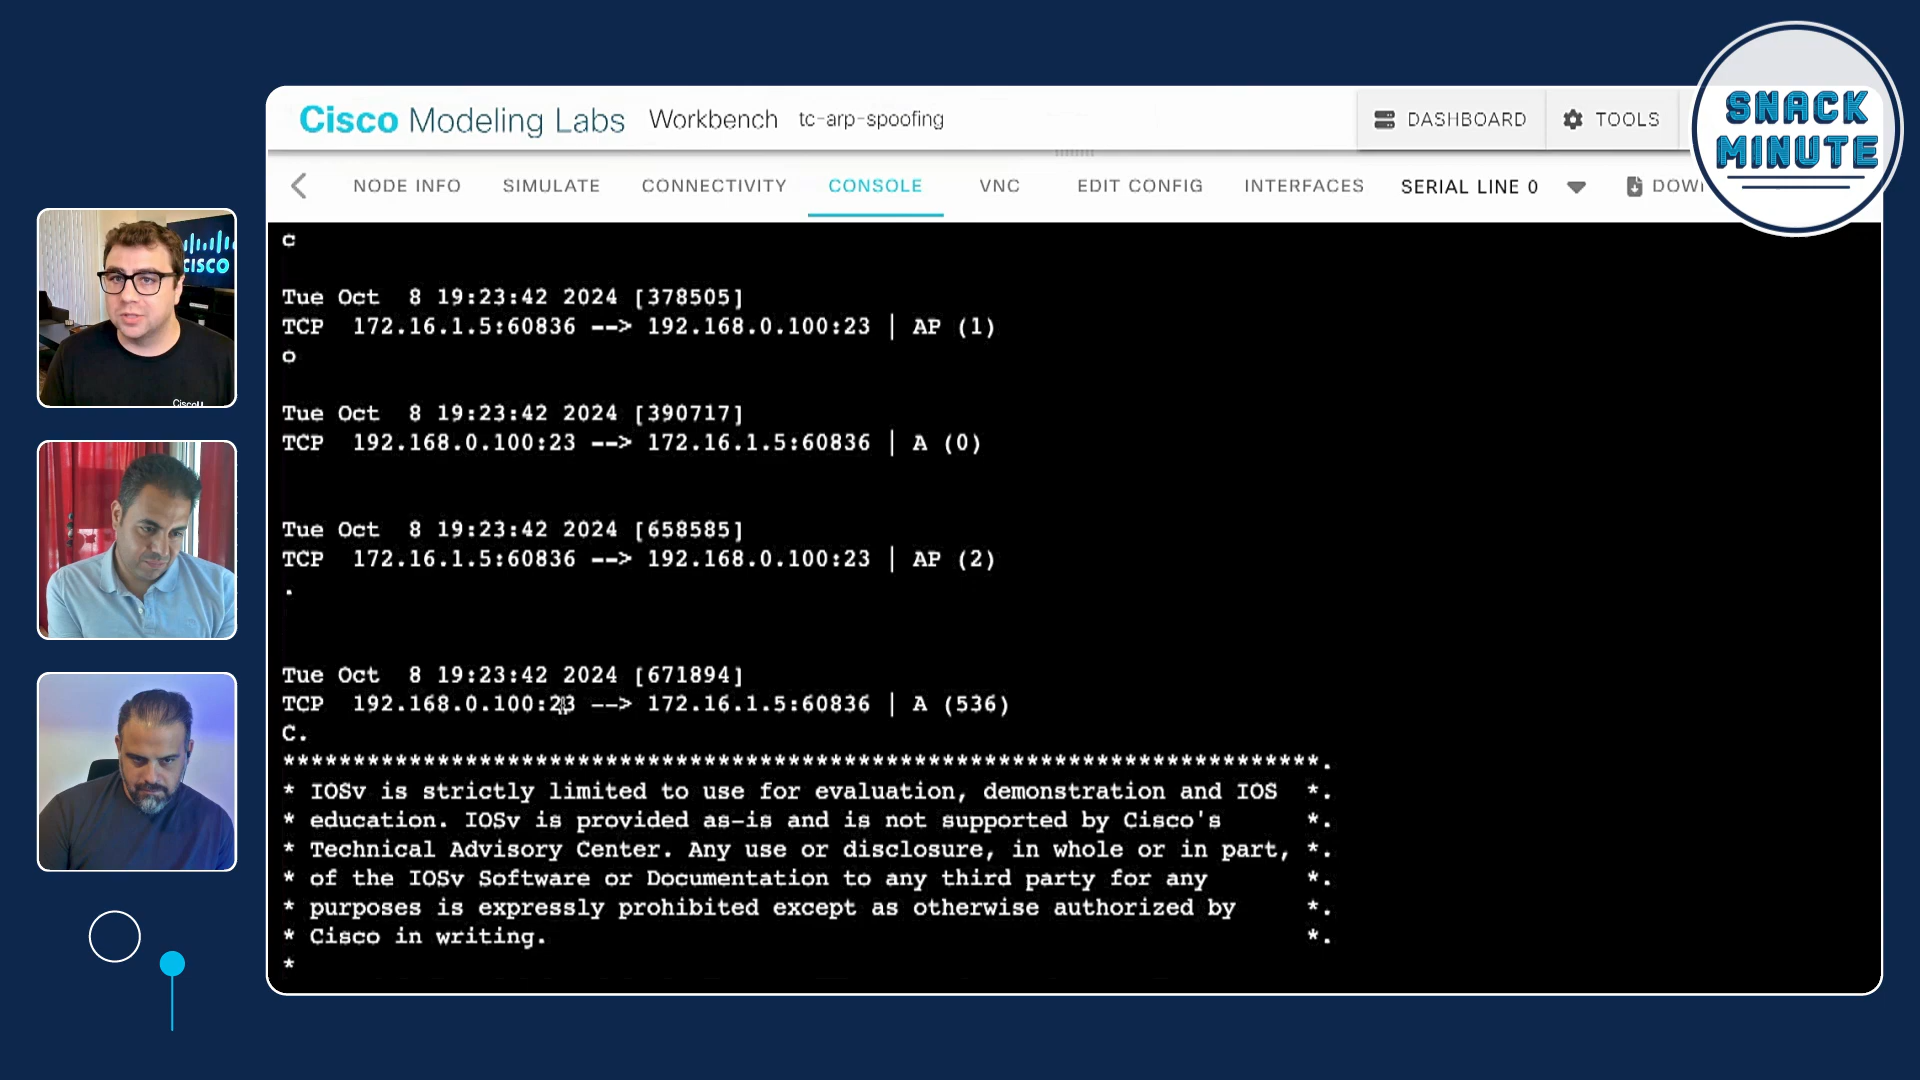 SNACK
MINUTE
Cisco Modeling Labs Workbench tc-arp-spoofing DASHBOARD TOOLS
NODE INFO SIMULATE CONNECTIVITY CONSOLE VNC EDIT CONFIG INTERFACES SERIAL LINE 0 DOW
c
Tue Oct  8 19:23:42 2024 [378505]
TCP  172.16.1.5:60836 --> 192.168.0.100:23 | AP (1)
o
Tue Oct  8 19:23:42 2024 [390717]
TCP  192.168.0.100:23 --> 172.16.1.5:60836 | A (0)
Tue Oct  8 19:23:42 2024 [658585]
TCP  172.16.1.5:60836 --> 192.168.0.100:23 | AP (2)
.
Tue Oct  8 19:23:42 2024 [671894]
TCP  192.168.0.100:23 --> 172.16.1.5:60836 | A (536)
C.
**************************************************************************.
* IOSv is strictly limited to use for evaluation, demonstration and IOS  *.
* education. IOSv is provided as-is and is not supported by Cisco's      *.
* Technical Advisory Center. Any use or disclosure, in whole or in part, *.
* of the IOSv Software or Documentation to any third party for any       *.
* purposes is expressly prohibited except as otherwise authorized by     *.
* Cisco in writing.                                                      *.
*
CISCO
CiscoU